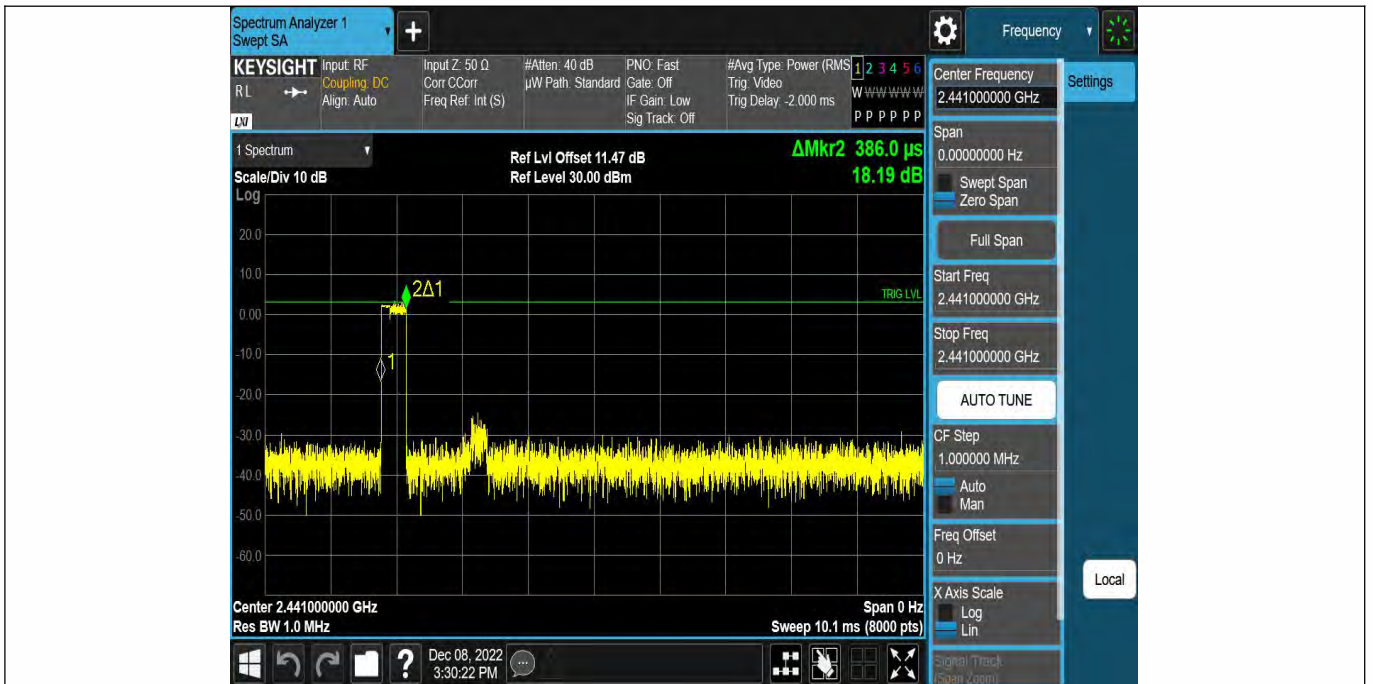 Spectrum Analyzer 1
Swept SA
Frequency
KEYSIGHT
RL
LXI
Input: RF
Coupling: DC
Align: Auto
Input Z: 50 Ω
Corr CCorr
Freq Ref: Int (S)
#Atten: 40 dB
µW Path: Standard
PNO: Fast
Gate: Off
IF Gain: Low
Sig Track: Off
#Avg Type: Power (RMS
Trig: Video
Trig Delay: -2.000 ms
1 2 3 4 5 6
W W W W W W
P P P P P P
1 Spectrum
Scale/Div 10 dB
Ref Lvl Offset 11.47 dB
Ref Level 30.00 dBm
ΔMkr2 386.0 µs
18.19 dB
Log
20.0
10.0
0.00
-10.0
-20.0
-30.0
-40.0
-50.0
-60.0
2Δ1
1
TRIG LVL
Center 2.441000000 GHz
Res BW 1.0 MHz
Span 0 Hz
Sweep 10.1 ms (8000 pts)
Dec 08, 2022
3:30:22 PM
Center Frequency
2.441000000 GHz
Settings
Span
0.00000000 Hz
Swept Span
Zero Span
Full Span
Start Freq
2.441000000 GHz
Stop Freq
2.441000000 GHz
AUTO TUNE
CF Step
1.000000 MHz
Auto
Man
Freq Offset
0 Hz
X Axis Scale
Log
Lin
Signal Track
(Span Zoom)
Local